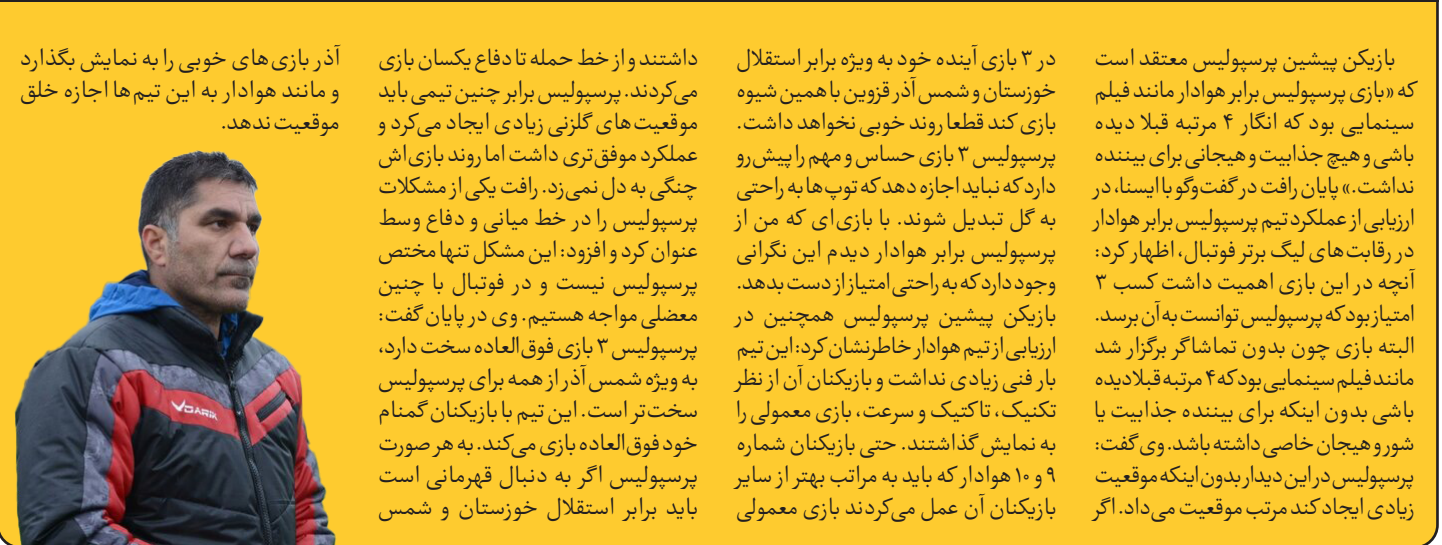 بازیکن پیشین پرسپولیس معتقد است
که «بازی پرسپولیس برابر هوادار مانند فیلم
سینمایی بود که انگار ۴ مرتبه قبلا دیده
باشی و هیچ جذابیت و هیجانی برای بیننده
نداشت.» پایان رافت در گفت‌وگو با ایسنا، در
ارزیابی از عملکرد تیم پرسپولیس برابر هوادار
در رقابت‌های لیگ برتر فوتبال، اظهار کرد:
آنچه در این بازی اهمیت داشت کسب ۳
امتیاز بود که پرسپولیس توانست به آن برسد.
البته بازی چون بدون تماشاگر برگزار شد
مانند فیلم سینمایی بود که ۴ مرتبه قبلا دیده
باشی بدون اینکه برای بیننده جذابیت یا
شور و هیجان خاصی داشته باشد. وی گفت:
پرسپولیس در این دیدار بدون اینکه موقعیت
زیادی ایجاد کند مرتب موقعیت می‌داد. اگر
در ۳ بازی آینده خود به ویژه برابر استقلال
خوزستان و شمس آذر قزوین با همین شیوه
بازی کند قطعا روند خوبی نخواهد داشت.
پرسپولیس ۳ بازی حساس و مهم را پیش‌رو
دارد که نباید اجازه دهد که توپ‌ها به راحتی
به گل تبدیل شوند. با بازی‌ای که من از
پرسپولیس برابر هوادار دیدم این نگرانی
وجود دارد که به راحتی امتیاز از دست بدهد.
بازیکن پیشین پرسپولیس همچنین در
ارزیابی از تیم هوادار خاطرنشان کرد: این تیم
بار فنی زیادی نداشت و بازیکنان آن از نظر
تکنیک، تاکتیک و سرعت، بازی معمولی را
به نمایش گذاشتند. حتی بازیکنان شماره
۹ و ۱۰ هوادار که باید به مراتب بهتر از سایر
بازیکنان آن عمل می‌کردند بازی معمولی
داشتند و از خط حمله تا دفاع یکسان بازی
می‌کردند. پرسپولیس برابر چنین تیمی باید
موقعیت‌های گلزنی زیادی ایجاد می‌کرد و
عملکرد موفق‌تری داشت اما روند بازی‌اش
چنگی به دل نمی‌زد. رافت یکی از مشکلات
پرسپولیس را در خط میانی و دفاع وسط
عنوان کرد و افزود: این مشکل تنها مختص
پرسپولیس نیست و در فوتبال با چنین
معضلی مواجه هستیم. وی در پایان گفت:
پرسپولیس ۳ بازی فوق‌العاده سخت دارد،
به ویژه شمس آذر از همه برای پرسپولیس
سخت‌تر است. این تیم با بازیکنان گمنام
خود فوق‌العاده بازی می‌کند. به هر صورت
پرسپولیس اگر به دنبال قهرمانی است
باید برابر استقلال خوزستان و شمس
آذر بازی‌های خوبی را به نمایش بگذارد
و مانند هوادار به این تیم‌ها اجازه خلق
موقعیت ندهد.